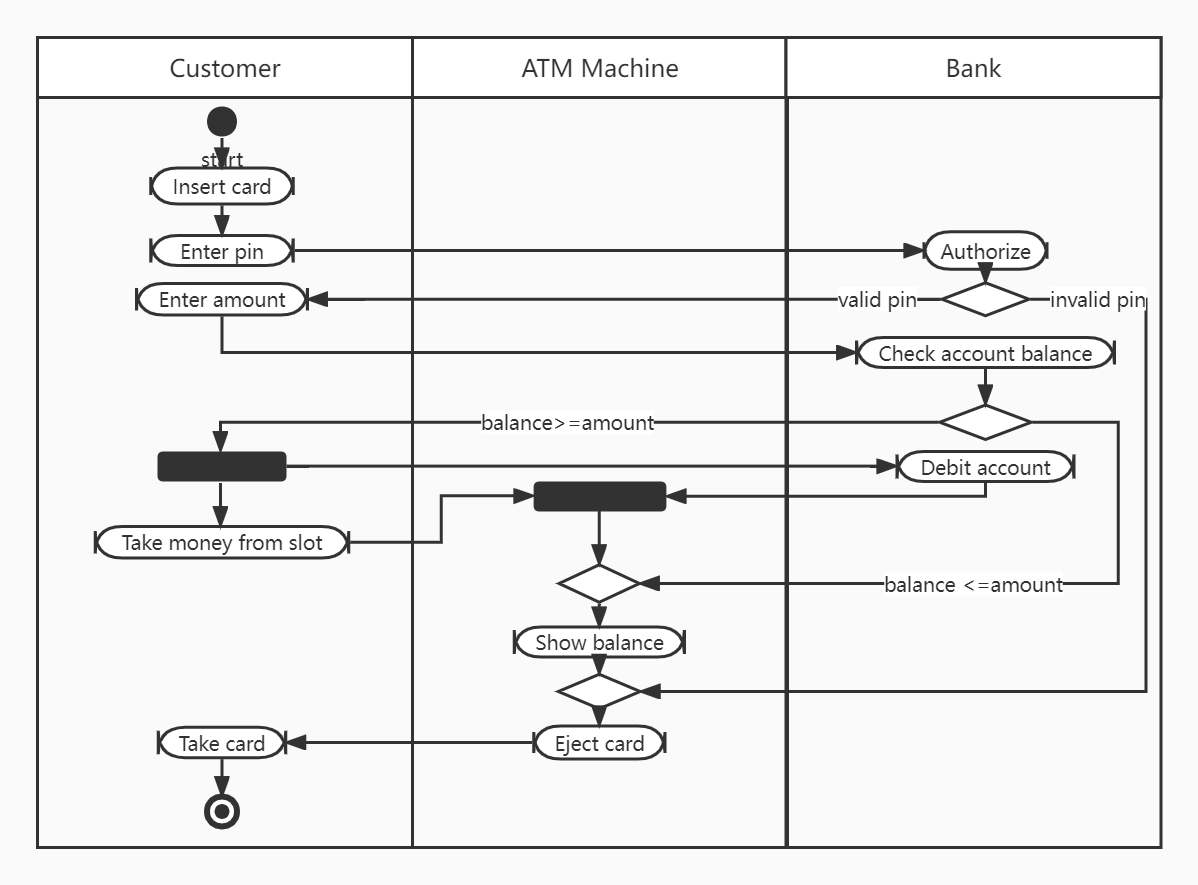 Customer
ATM Machine
Bank
start
Insert card
Enter pin
Authorize
Enter amount
valid pin
invalid pin
Check account balance
balance>=amount
Debit account
Take money from slot
balance <=amount
Show balance
Take card
Eject card